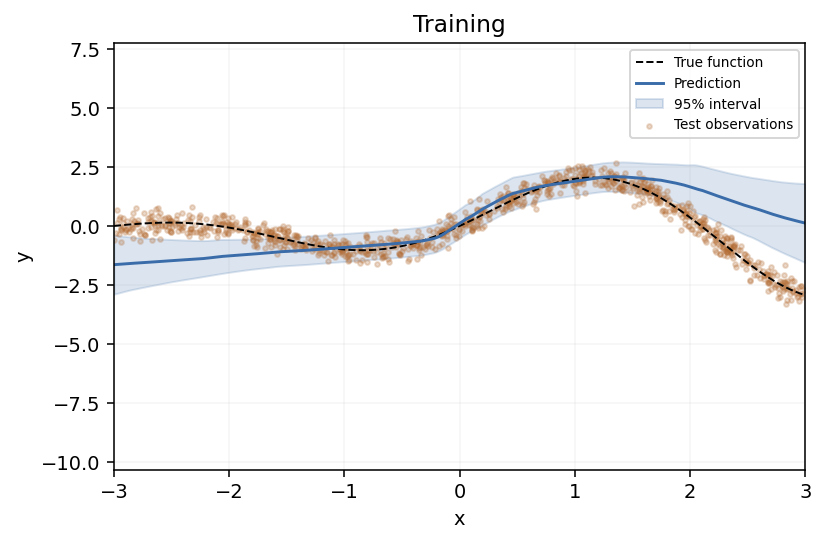 Training
7.5
5.0
2.5
0.0
−2.5
−5.0
−7.5
−10.0
y
−3 −2 −1 0 1 2 3
x
True function
Prediction
95% interval
Test observations